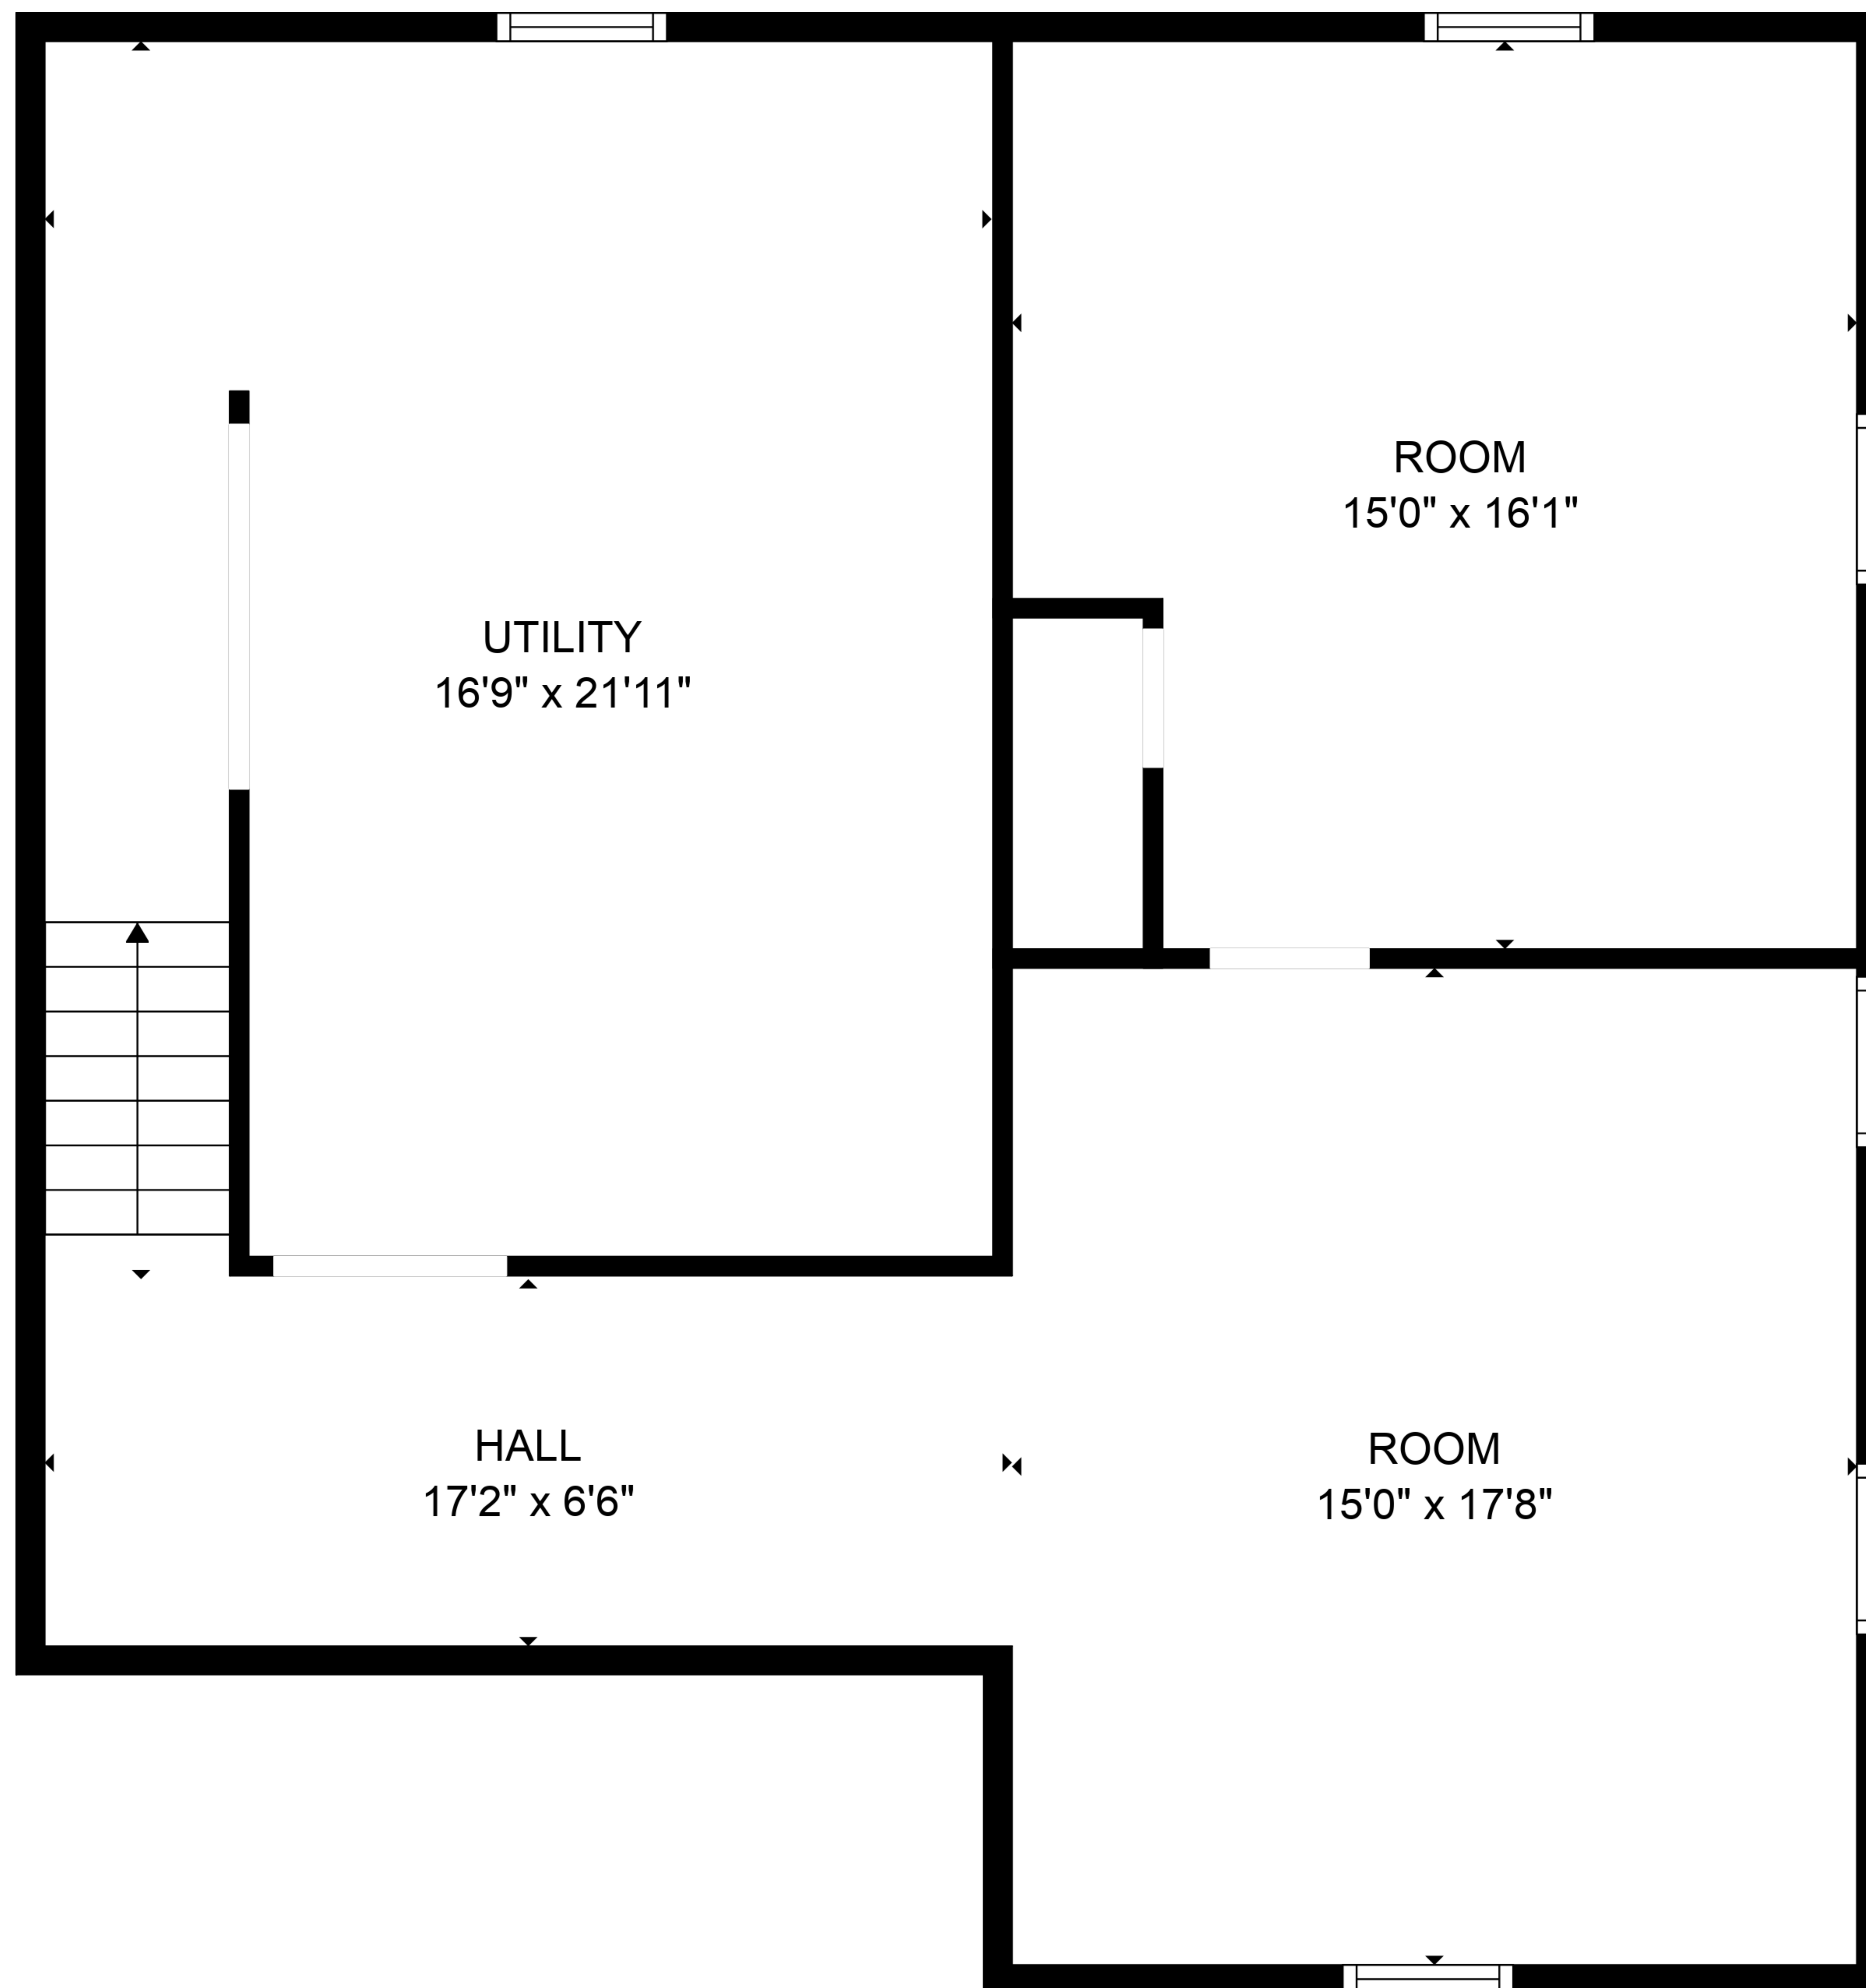 ROOM
15'0" x 16'1"
UTILITY
16'9" x 21'11"
HALL
17'2" x 6'6"
ROOM
15'0" x 17'8"